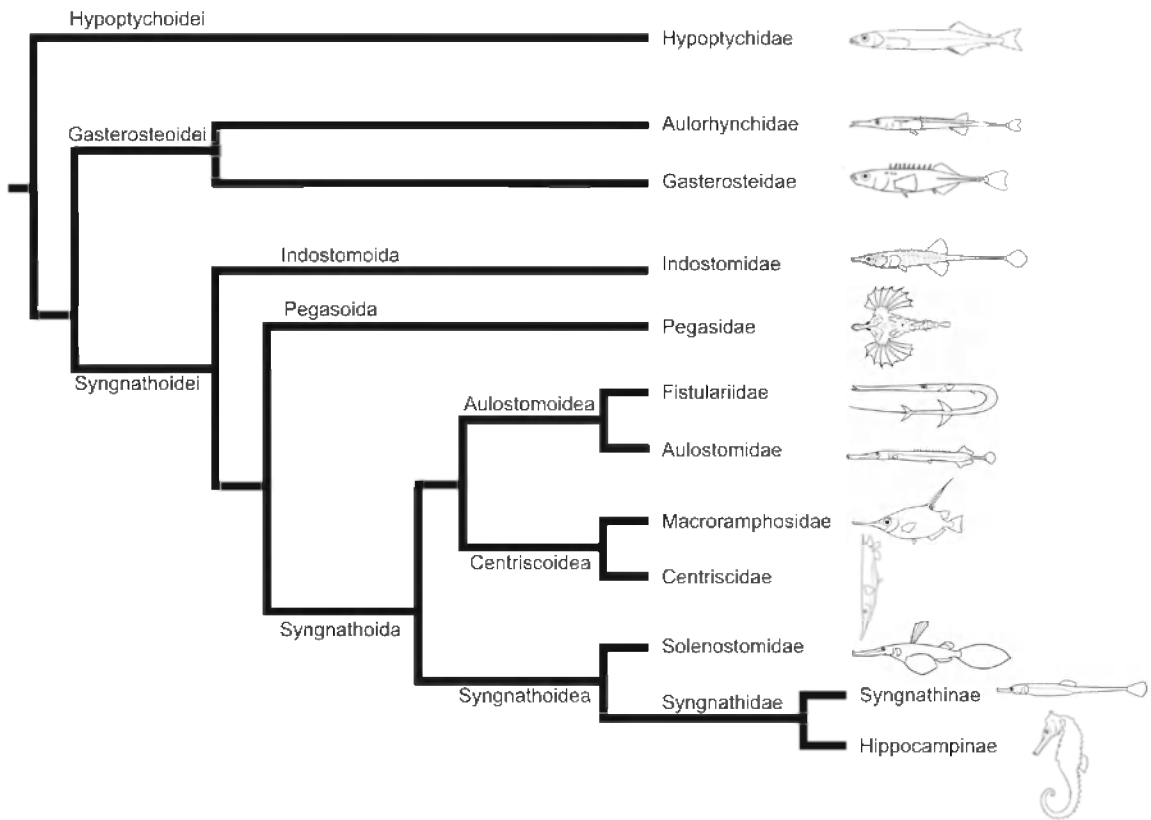 Hypoptychoidei
Hypoptychidae
Aulorhynchidae
Gasterosteoidei
Gasterosteidae
Indostomoida
Indostomidae
Pegasoida
Pegasidae
Syngnathoidei
Fistulariidae
Aulostomoidea
Aulostomidae
Macroramphosidae
Centriscoidea
Centriscidae
Syngnathoida
Solenostomidae
Syngnathoidea
Syngnathidae
Syngnathinae
Hippocampinae